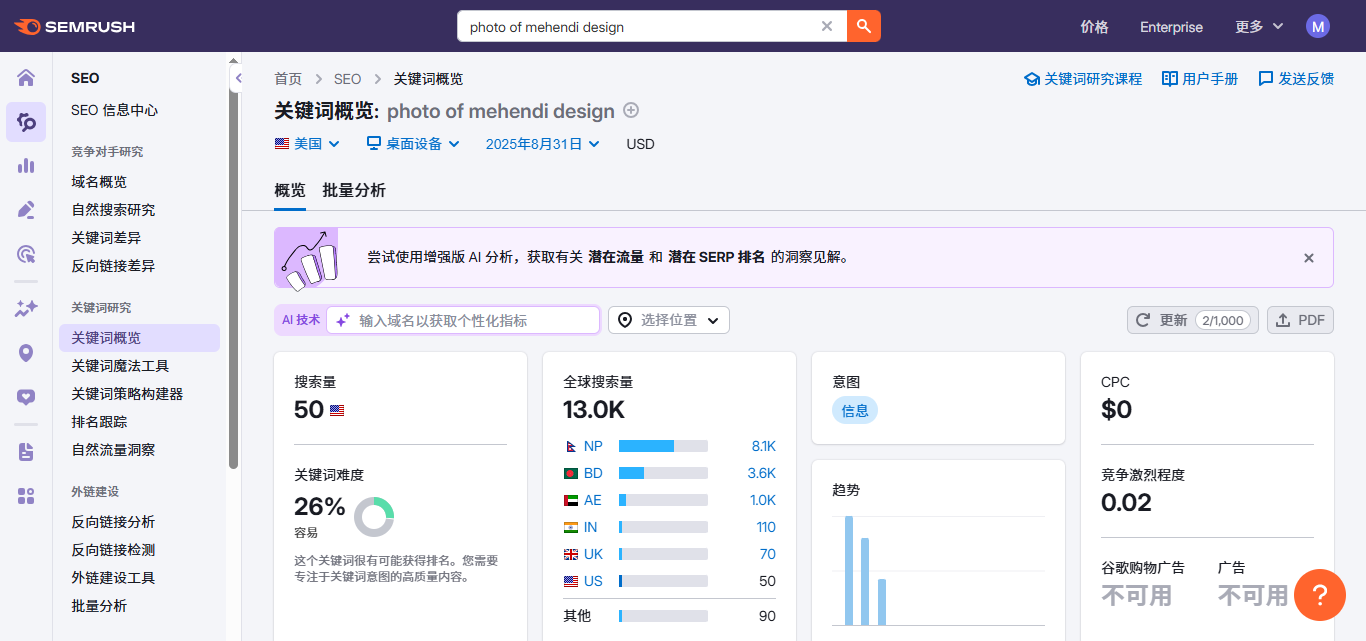 SEMRUSH
photo of mehendi design
价格
Enterprise
更多
M
SEO
SEO 信息中心
竞争对手研究
域名概览
自然搜索研究
关键词差异
反向链接差异
关键词研究
关键词概览
关键词魔法工具
关键词策略构建器
排名跟踪
自然流量洞察
外链建设
反向链接分析
反向链接检测
外链建设工具
批量分析
首页
SEO
关键词概览
关键词研究课程
用户手册
发送反馈
关键词概览: photo of mehendi design
美国
桌面设备
2025年8月31日
USD
概览
批量分析
尝试使用增强版 AI 分析，获取有关 潜在流量 和 潜在 SERP 排名 的洞察见解。
AI 技术
输入域名以获取个性化指标
选择位置
更新 2/1,000
PDF
搜索量
50
关键词难度
26%
容易
这个关键词很有可能获得排名。您需要
专注于关键词意图的高质量内容。
全球搜索量
13.0K
NP 8.1K
BD 3.6K
AE 1.0K
IN 110
UK 70
US 50
其他 90
意图
信息
趋势
CPC
$0
竞争激烈程度
0.02
谷歌购物广告
不可用
广告
不可用
?